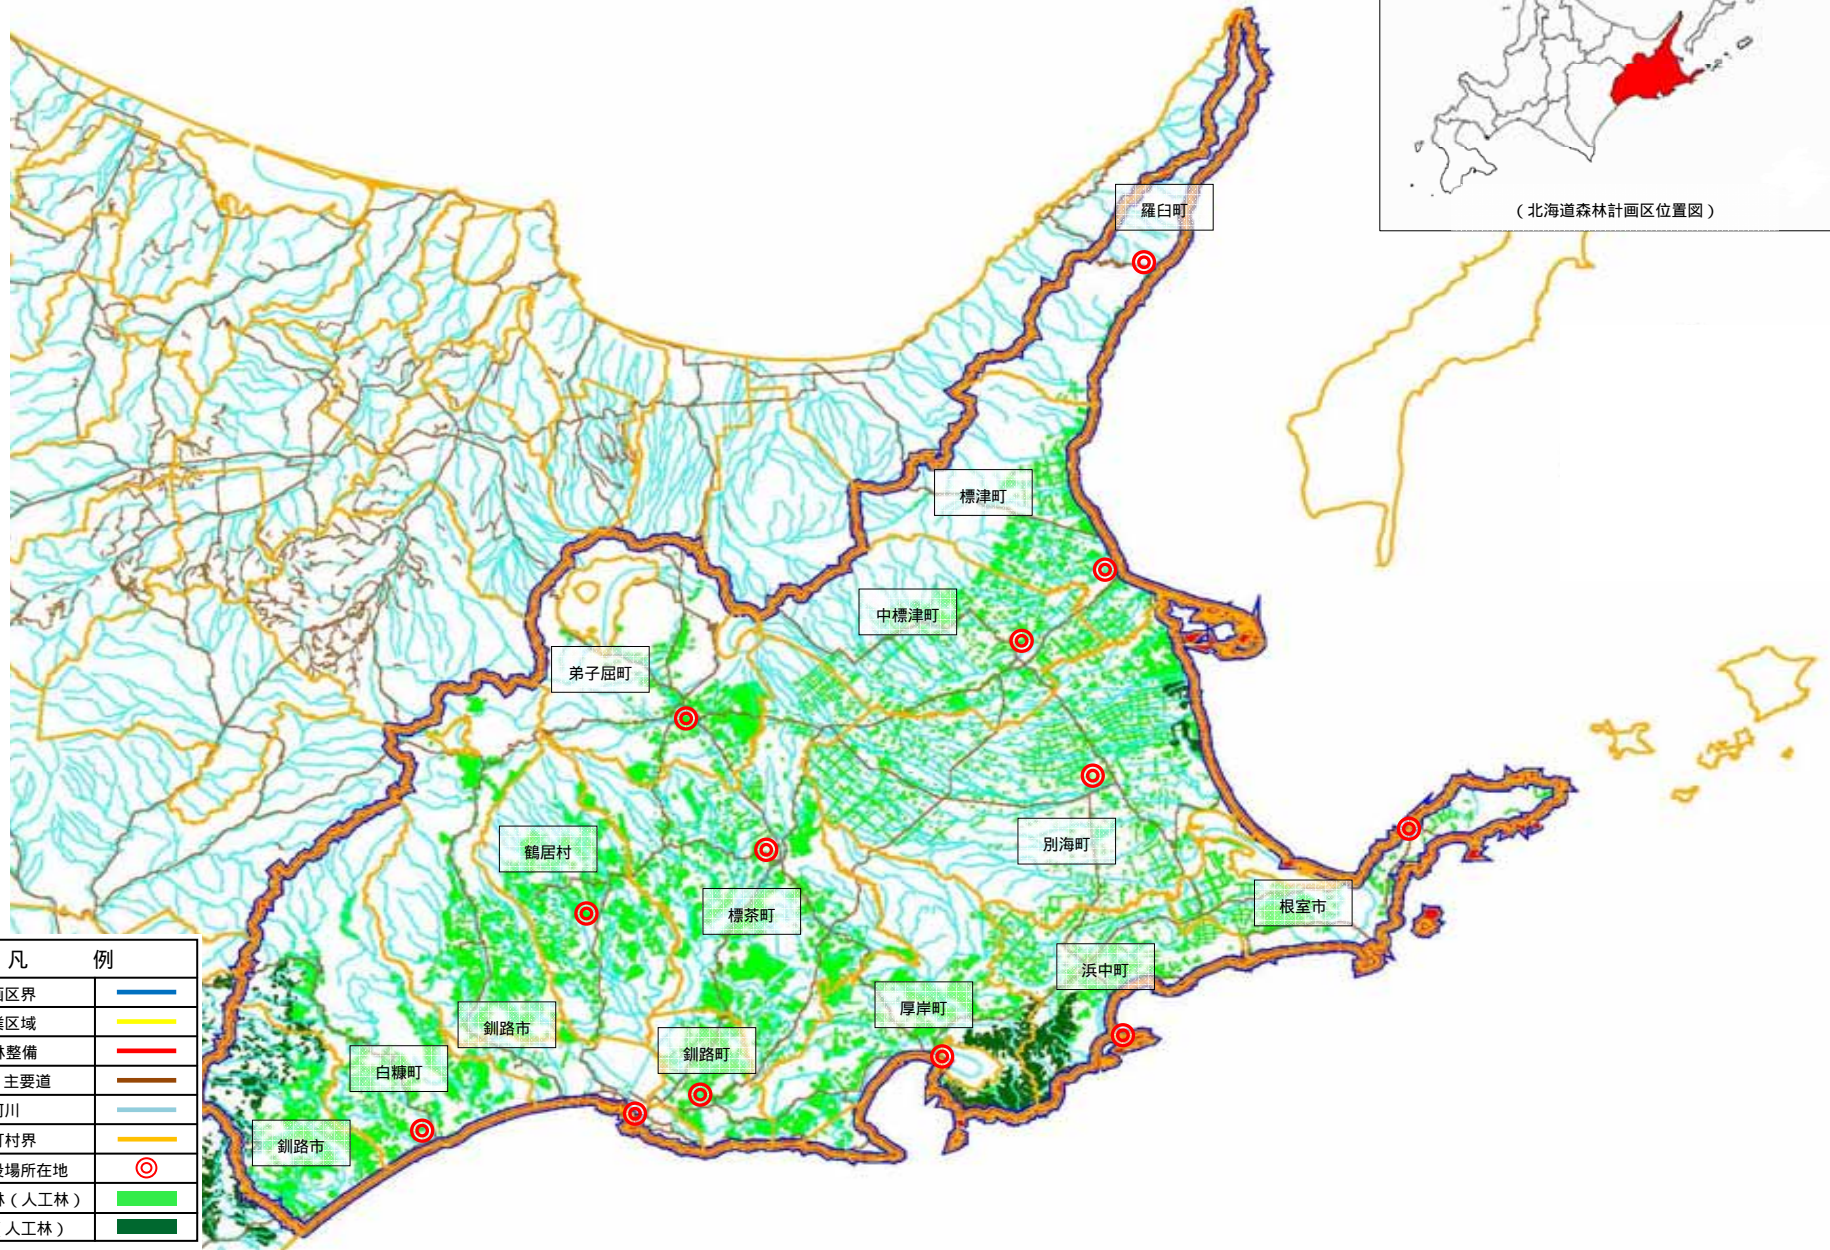 (北海道森林計画区位置図)
羅臼町
標津町
中標津町
弟子屈町
別海町
鶴居村
根室市
標茶町
浜中町
厚岸町
釧路市
釧路町
白糠町
釧路市
凡 例
区界
区域
整備
主要道
川
村界
場所在地
(人工林)
人工林)